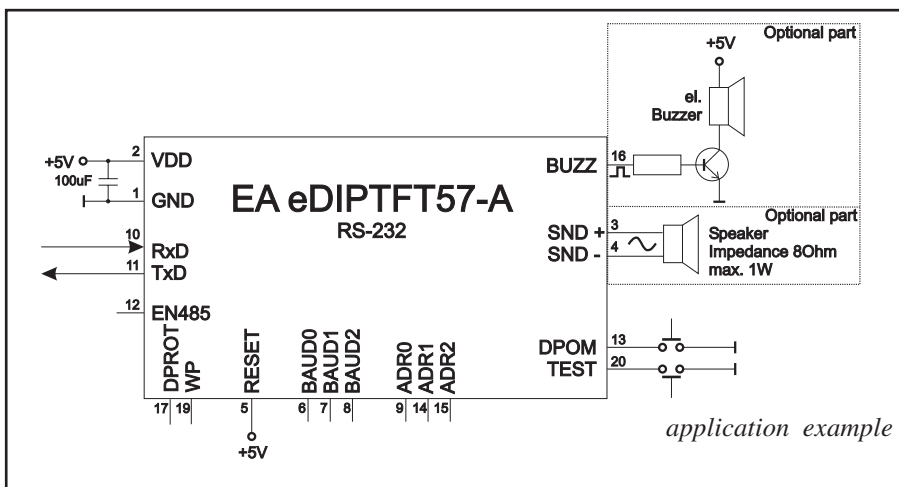 Optional part
+5V
el.
Buzzer
2 VDD
+5V
100uF
1 GND
EA eDIPTFT57-A
RS-232
BUZZ 16
Optional part
SND + 3
SND - 4
Speaker
Impedance 8Ohm
max. 1W
10 RxD
11 TxD
12 EN485
DPROT
WP
RESET
BAUD0
BAUD1
BAUD2
ADR0
ADR1
ADR2
DPOM 13
TEST 20
17 19 5 6 7 8 9 14 15
+5V
application example